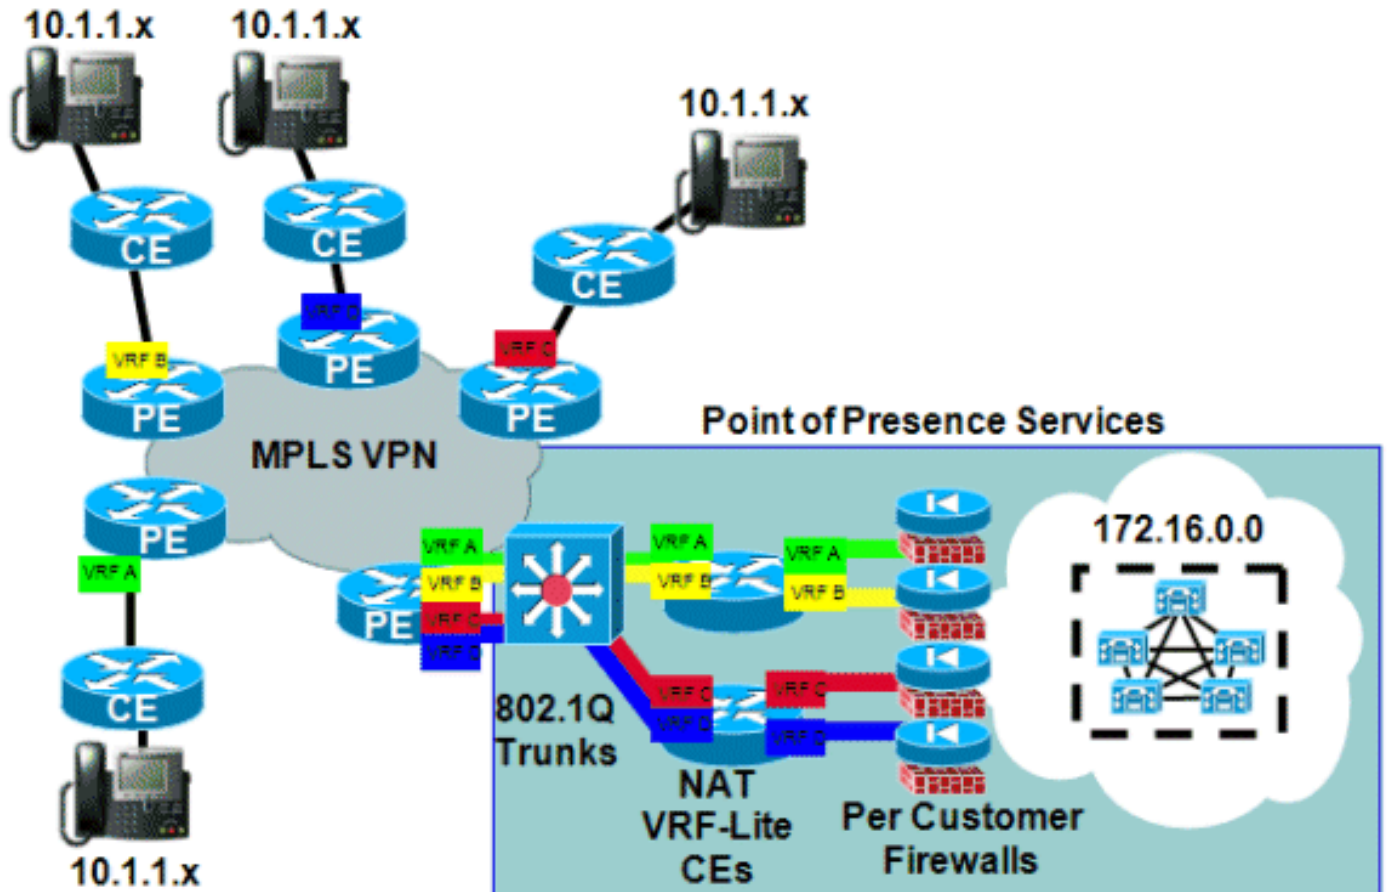 10.1.1.x
10.1.1.x
10.1.1.x
CE
CE
CE
VRF D
VRF C
VRF B
PE
PE
PE
Point of Presence Services
MPLS VPN
PE
VRF A
VRF A
VRF B
VRF C
VRF D
PE
VRF A
VRF B
VRF A
VRF B
172.16.0.0
CE
VRF C
VRF D
VRF C
VRF D
802.1Q
Trunks
NAT
VRF-Lite
CEs
Per Customer
Firewalls
10.1.1.x